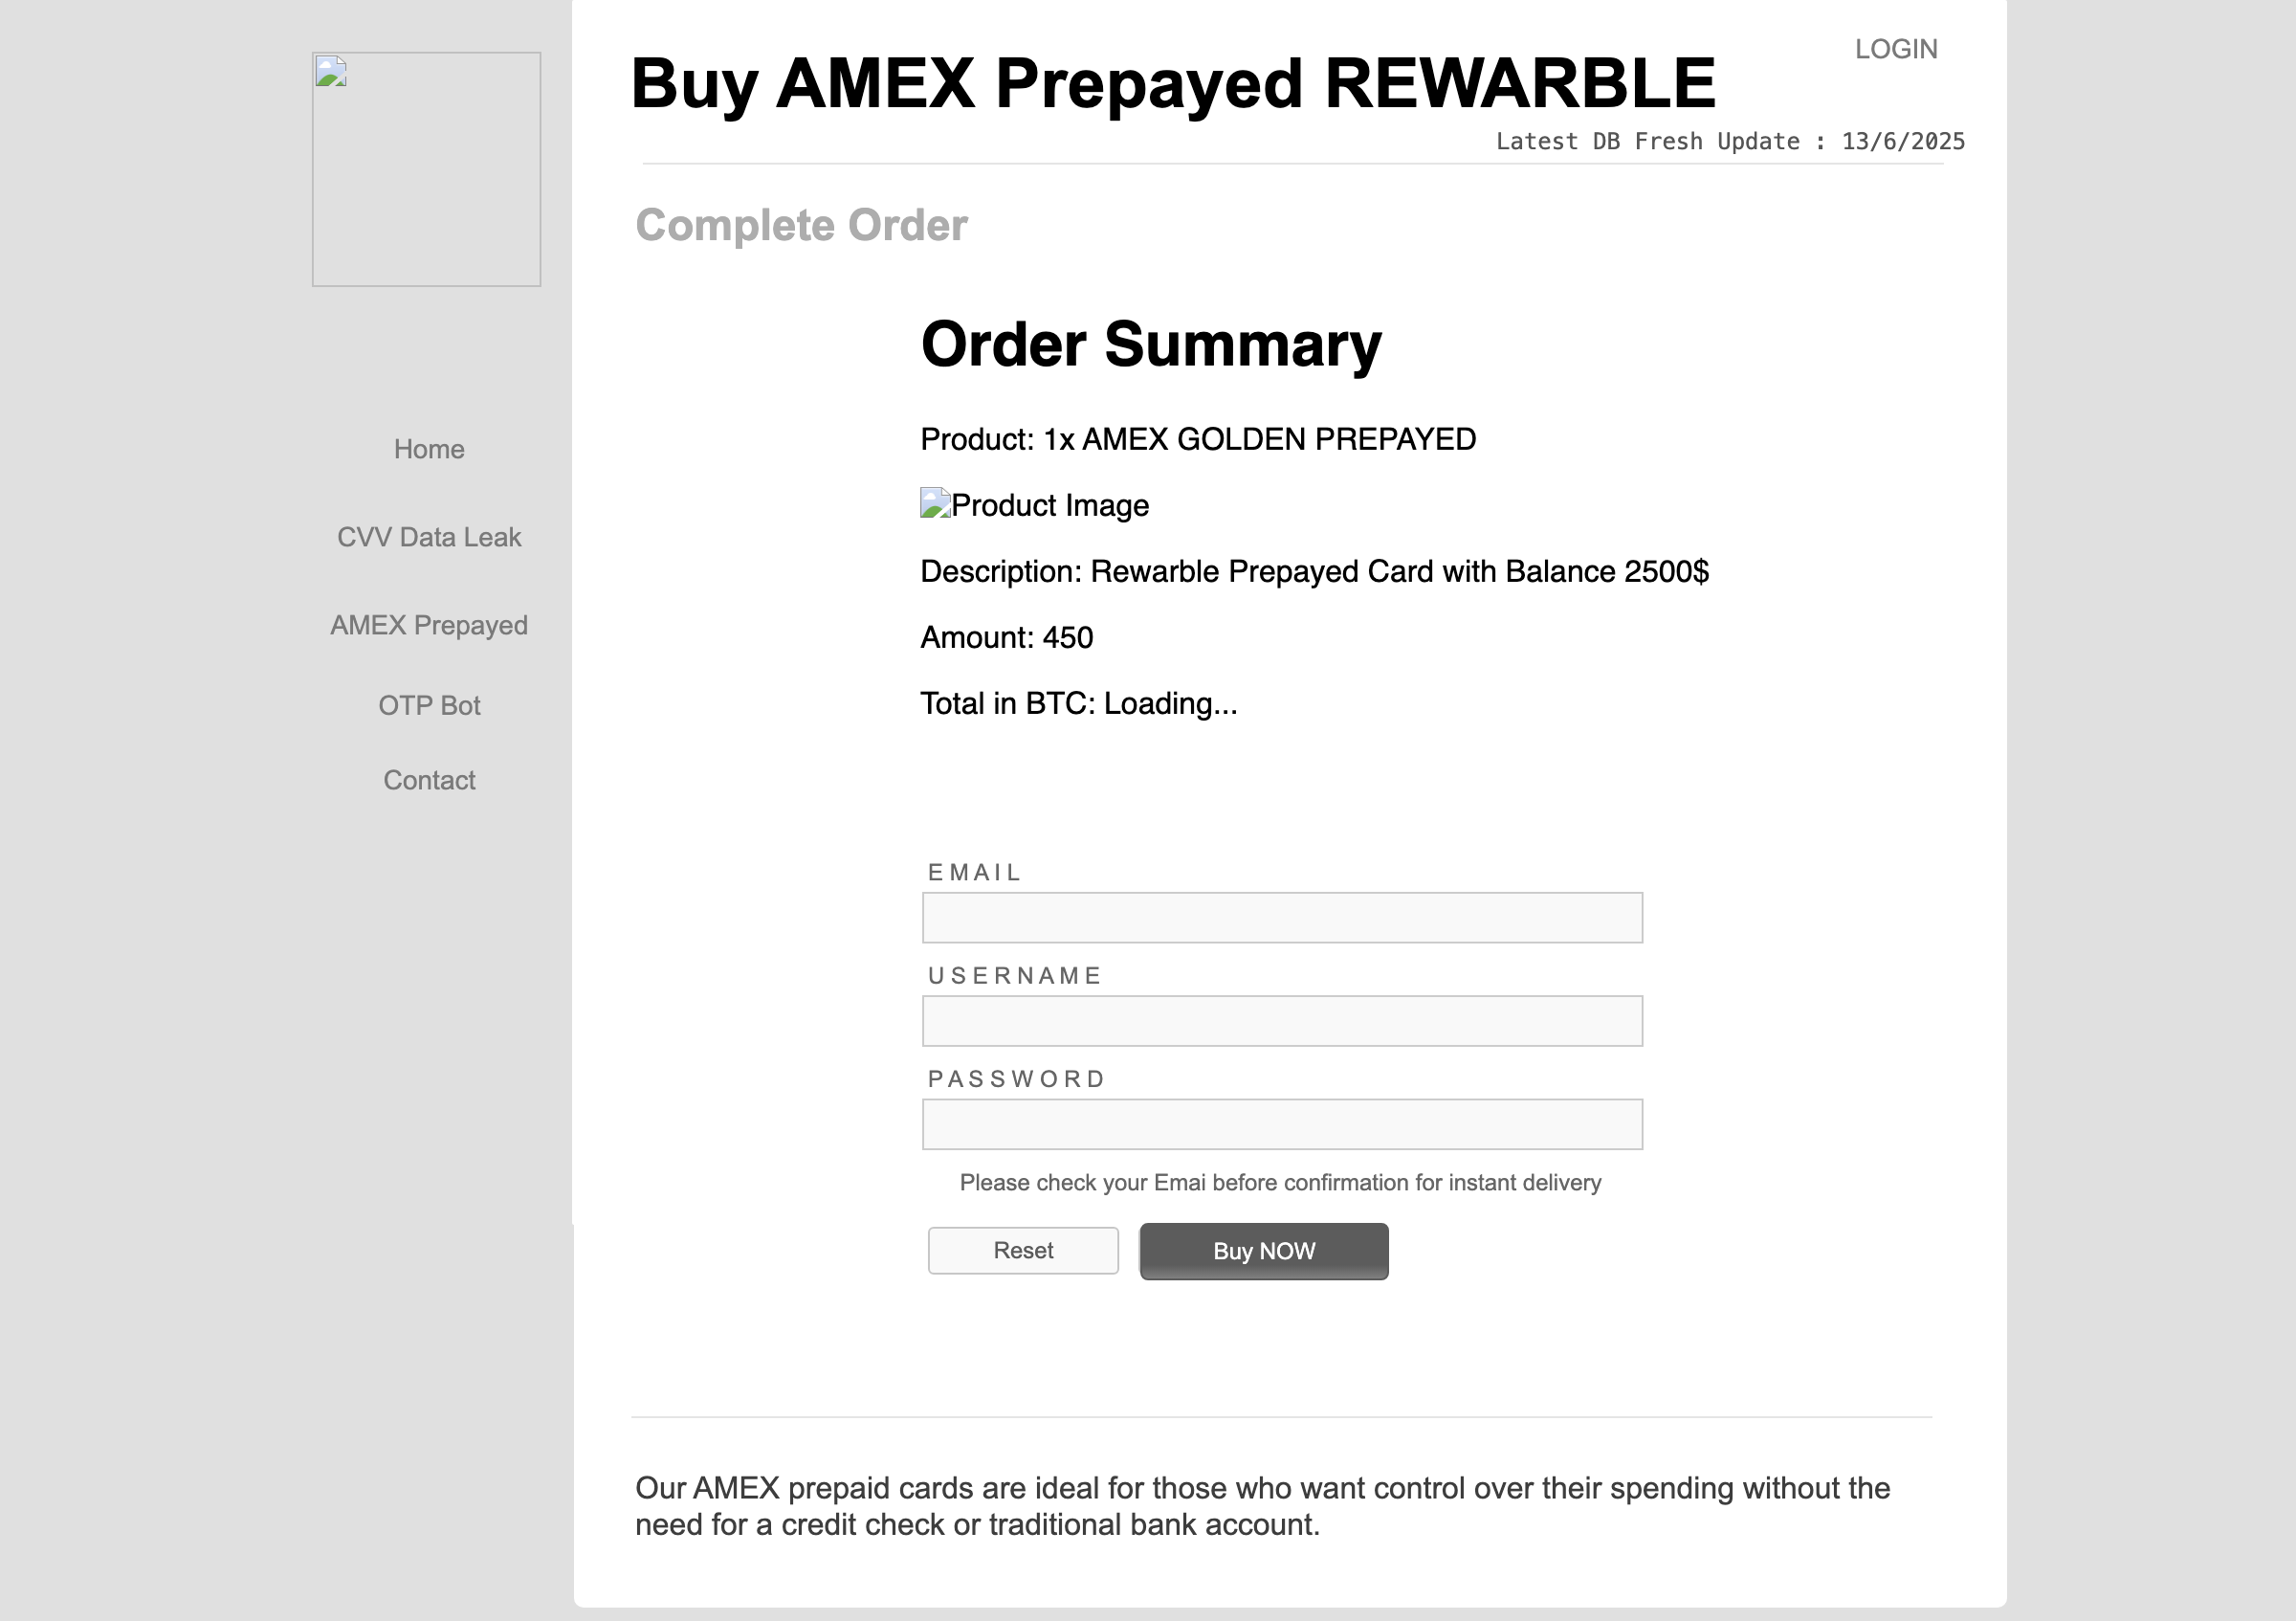 LOGIN
Buy AMEX Prepayed REWARBLE
Latest DB Fresh Update : 13/6/2025
Home
CVV Data Leak
AMEX Prepayed
OTP Bot
Contact
Complete Order
Order Summary
Product: 1x AMEX GOLDEN PREPAYED
Product Image
Description: Rewarble Prepayed Card with Balance 2500$
Amount: 450
Total in BTC: Loading...
EMAIL
USERNAME
PASSWORD
Please check your Emai before confirmation for instant delivery
Reset
Buy NOW
Our AMEX prepaid cards are ideal for those who want control over their spending without the
need for a credit check or traditional bank account.